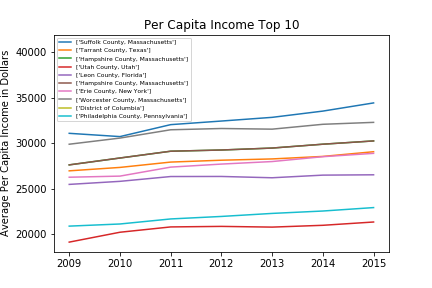 Per Capita Income Top 10
['Suffolk County, Massachusetts']
['Tarrant County, Texas']
['Hampshire County, Massachusetts']
['Utah County, Utah']
['Leon County, Florida']
['Hampshire County, Massachusetts']
['Erie County, New York']
['Worcester County, Massachusetts']
['District of Columbia']
['Philadelphia County, Pennsylvania']
Average Per Capita Income in Dollars
40000
35000
30000
25000
20000
2009 2010 2011 2012 2013 2014 2015